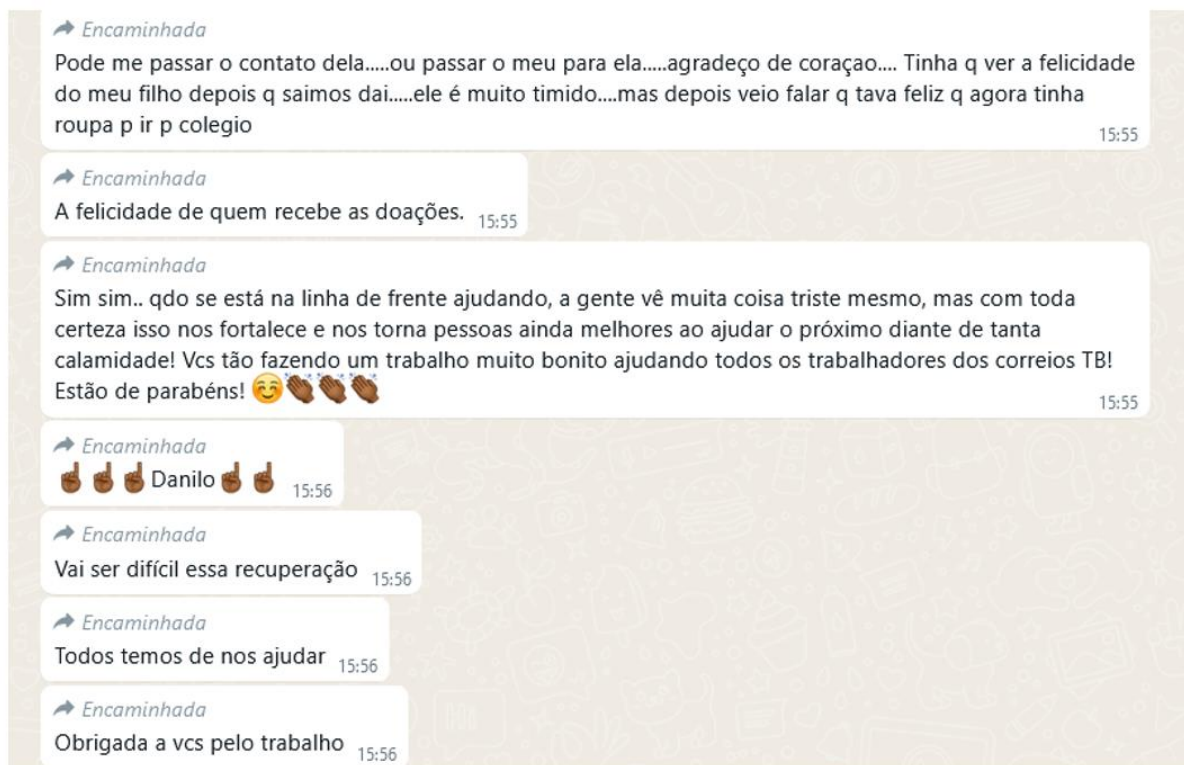 Encaminhada
Pode me passar o contato dela.....ou passar o meu para ela.....agradeço de coraçao.... Tinha q ver a felicidade
do meu filho depois q saimos dai.....ele é muito timido....mas depois veio falar q tava feliz q agora tinha
roupa p ir p colegio
15:55
Encaminhada
A felicidade de quem recebe as doações. 15:55
Encaminhada
Sim sim.. qdo se está na linha de frente ajudando, a gente vê muita coisa triste mesmo, mas com toda
certeza isso nos fortalece e nos torna pessoas ainda melhores ao ajudar o próximo diante de tanta
calamidade! Vcs tão fazendo um trabalho muito bonito ajudando todos os trabalhadores dos correios TB!
Estão de parabéns! ☺️👏🏾👏🏾👏🏾
15:55
Encaminhada
☝🏾☝🏾☝🏾Danilo☝🏾☝🏾 15:56
Encaminhada
Vai ser difícil essa recuperação 15:56
Encaminhada
Todos temos de nos ajudar 15:56
Encaminhada
Obrigada a vcs pelo trabalho 15:56